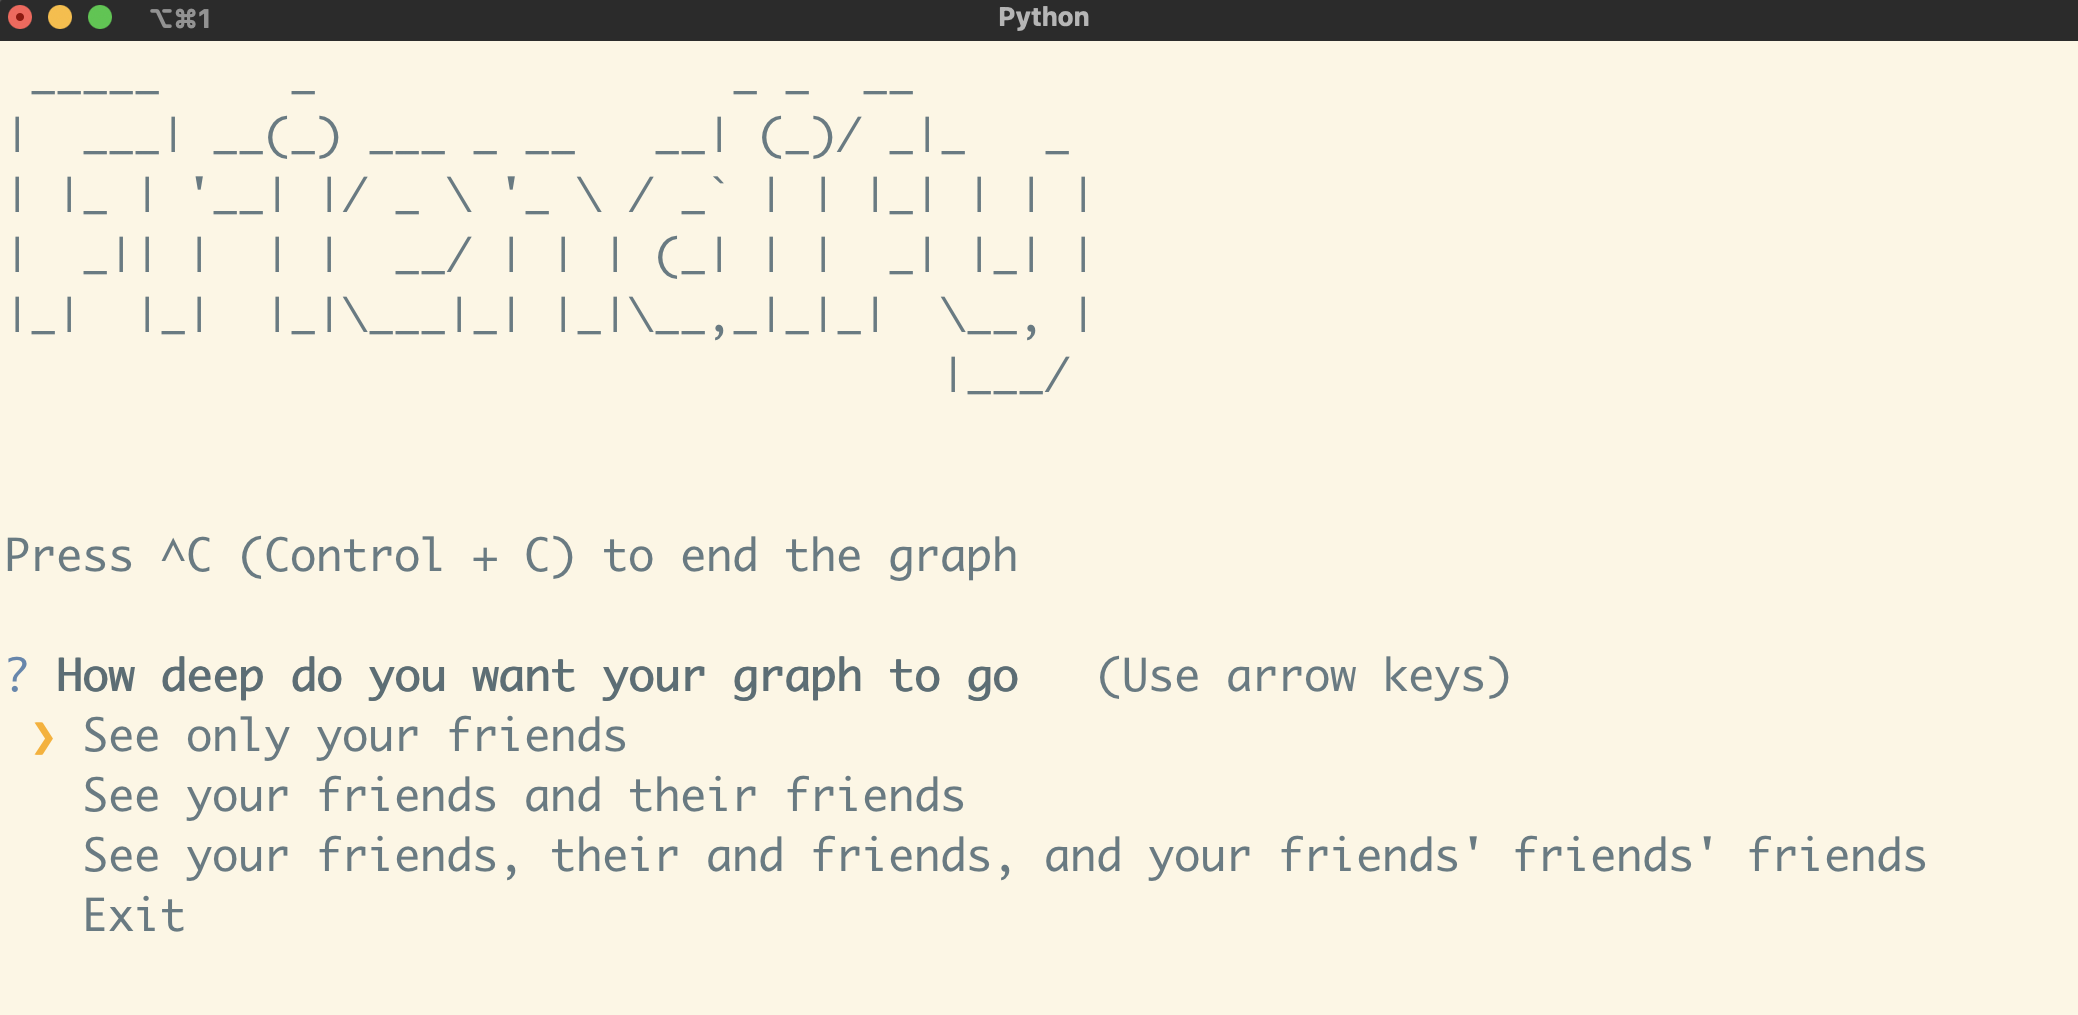 ⌥⌘1 Python
 _____     _                _ _  __
|  ___| __(_) ___ _ __   __| (_)/ _|_   _
| |_ | '__| |/ _ \ '_ \ / _` | | |_| | | |
|  _|| |  | |  __/ | | | (_| | |  _| |_| |
|_|  |_|  |_|\___|_| |_|\__,_|_|_|  \__, |
                                    |___/
Press ^C (Control + C) to end the graph
? How deep do you want your graph to go   (Use arrow keys)
 ❯ See only your friends
   See your friends and their friends
   See your friends, their and friends, and your friends' friends' friends
   Exit